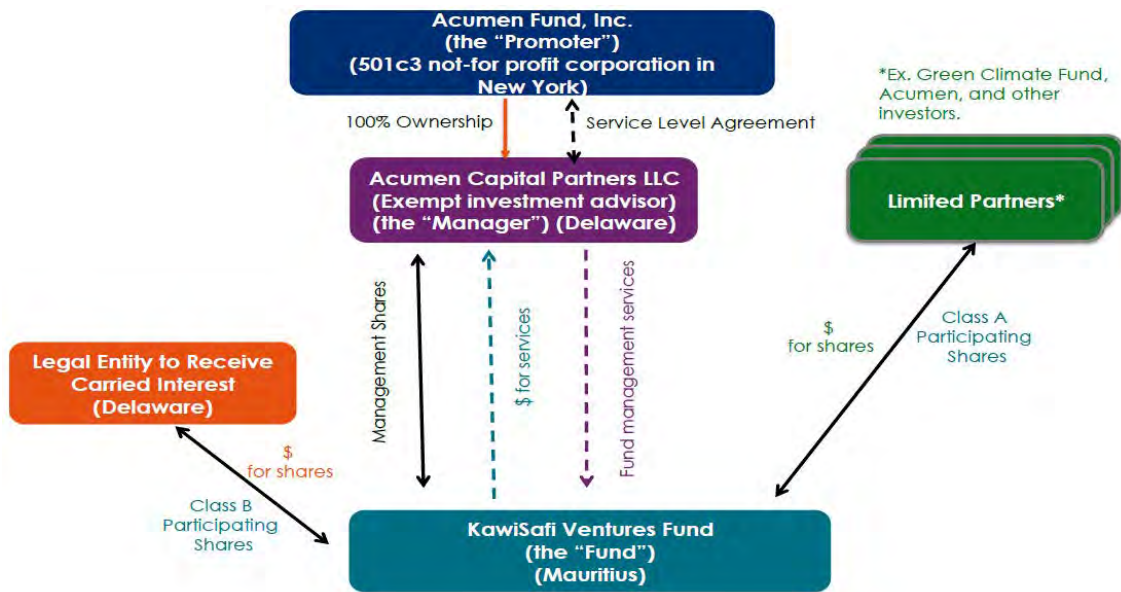 Acumen Fund, Inc.
(the “Promoter”)
(501c3 not-for profit corporation in
New York)
*Ex. Green Climate Fund,
Acumen, and other
investors.
100% Ownership
Service Level Agreement
Acumen Capital Partners LLC
(Exempt investment advisor)
(the “Manager”) (Delaware)
Limited Partners*
Management Shares
$ for services
Fund management services
$
for shares
Class A
Participating
Shares
Legal Entity to Receive
Carried Interest
(Delaware)
$
for shares
Class B
Participating
Shares
KawiSafi Ventures Fund
(the “Fund”)
(Mauritius)